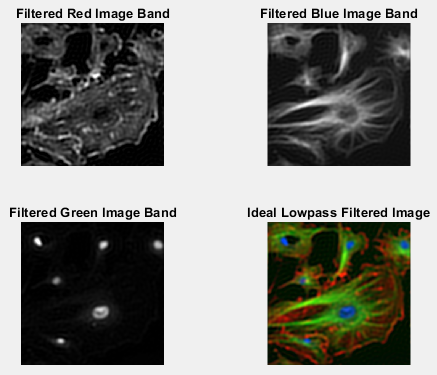 Filtered Red Image Band
Filtered Blue Image Band
Filtered Green Image Band
Ideal Lowpass Filtered Image